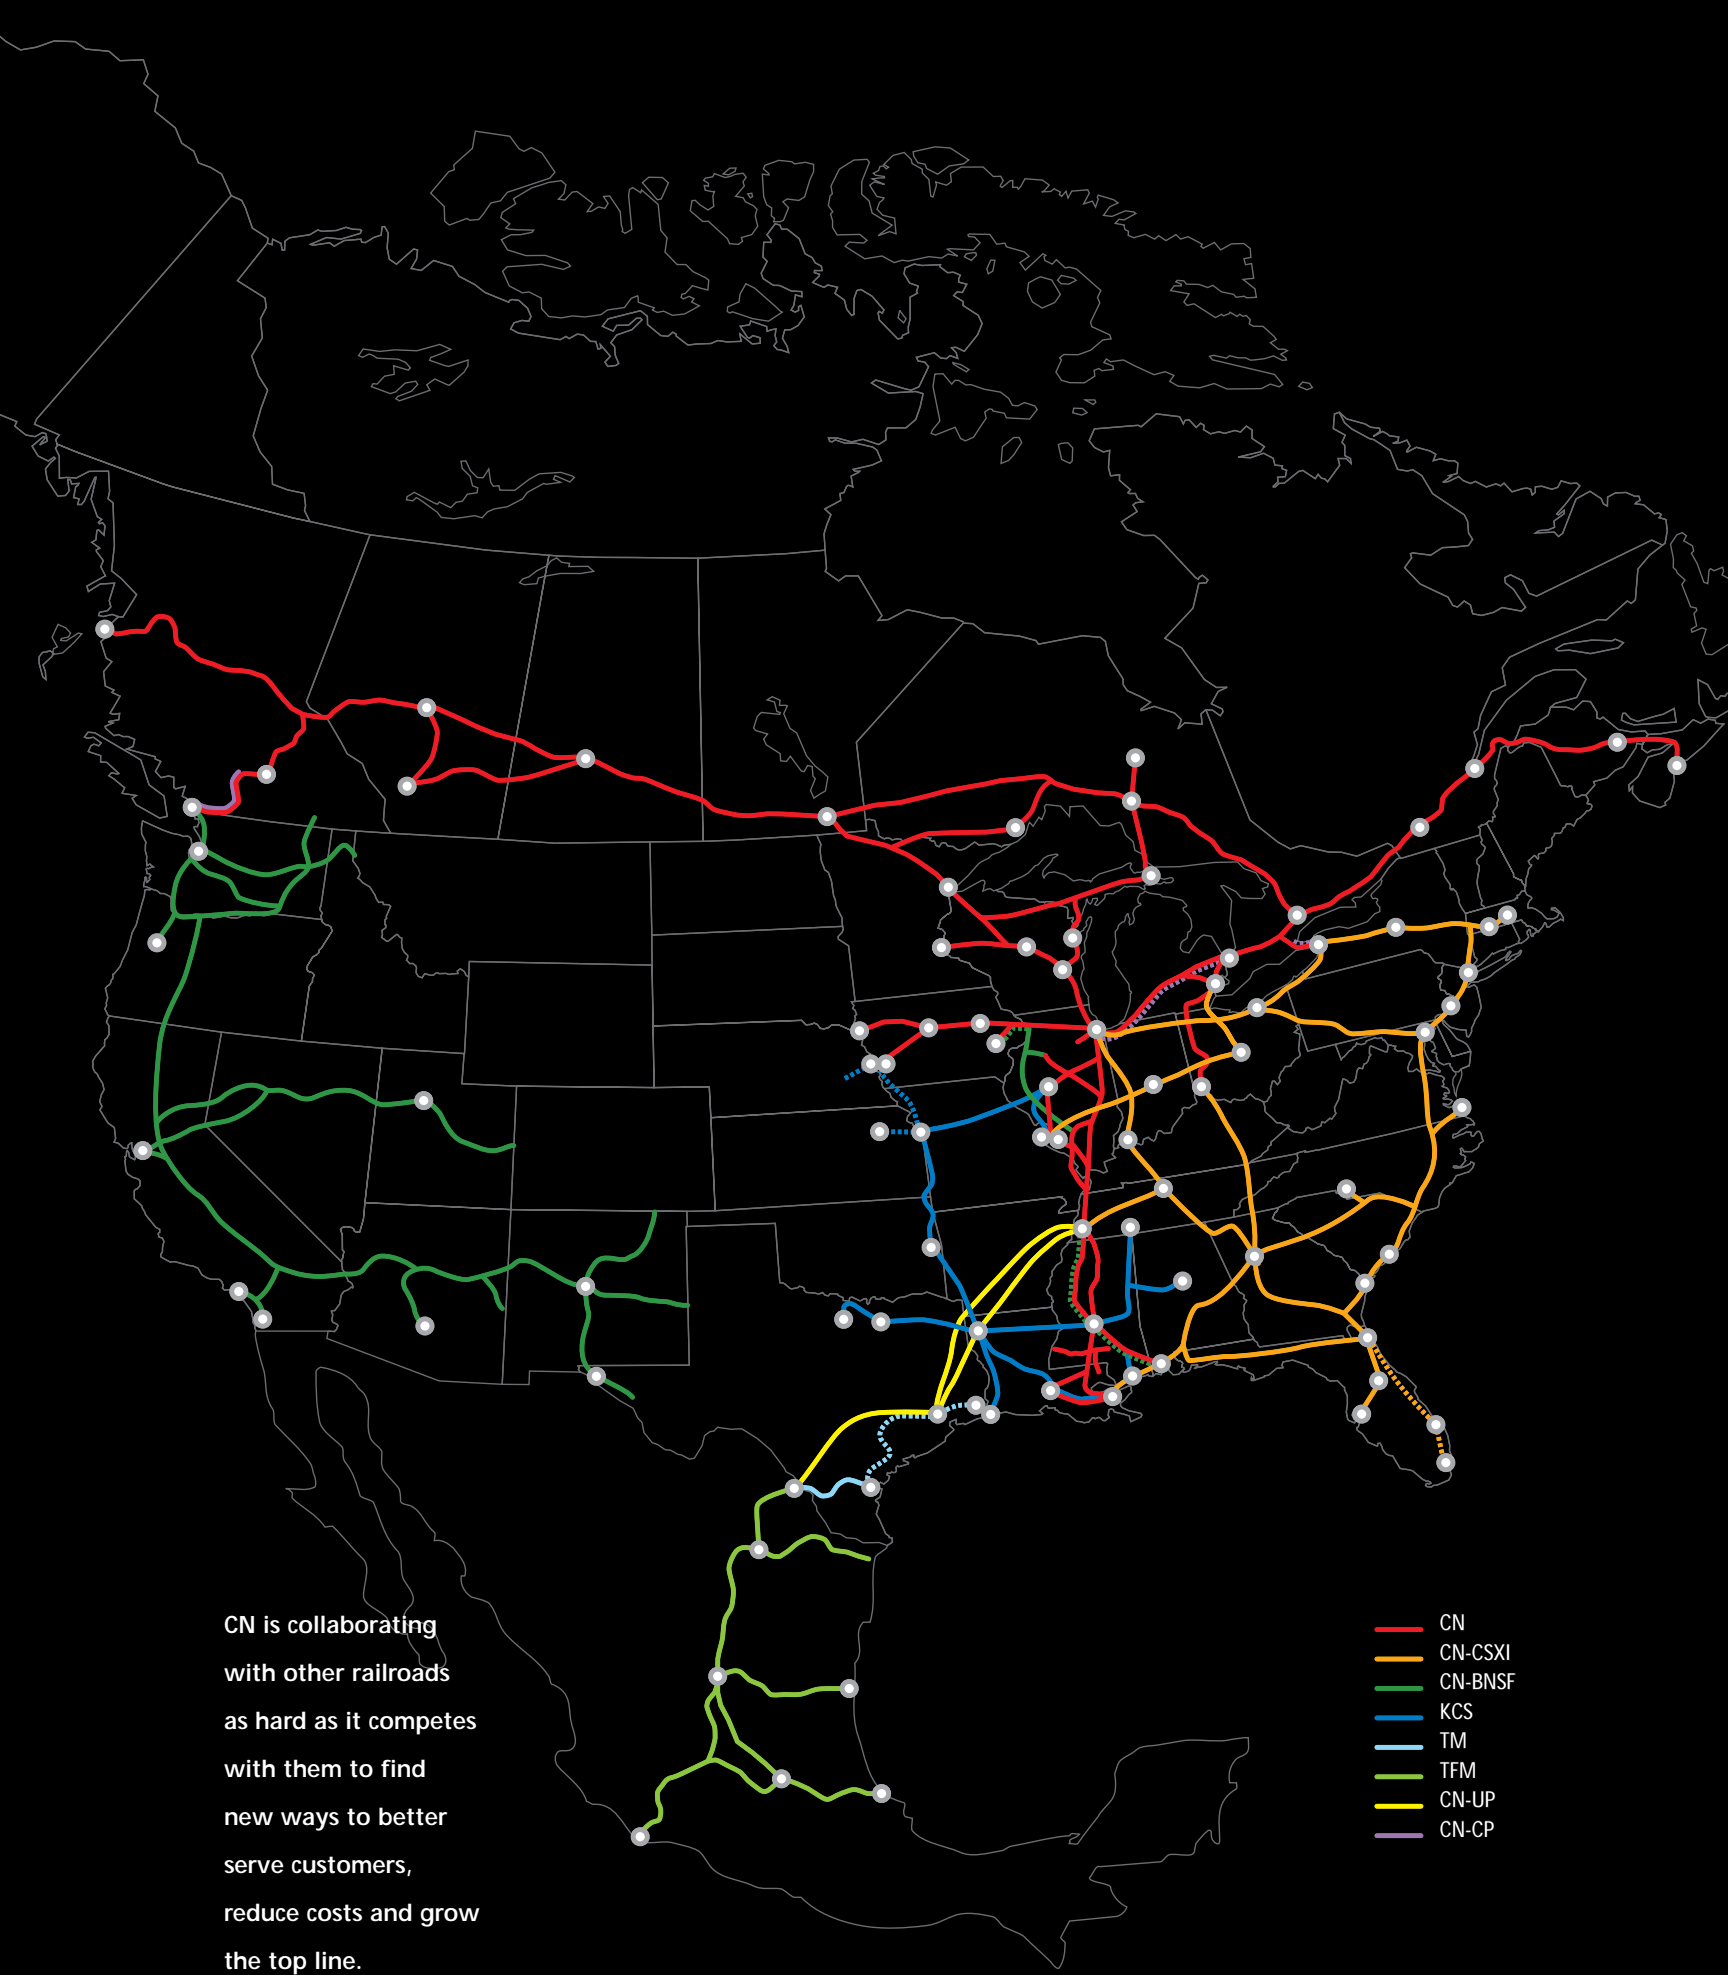 CN is collaborating
with other railroads
as hard as it competes
with them to find
new ways to better
serve customers,
reduce costs and grow
the top line.
CN
CN-CSXI
CN-BNSF
KCS
TM
TFM
CN-UP
CN-CP